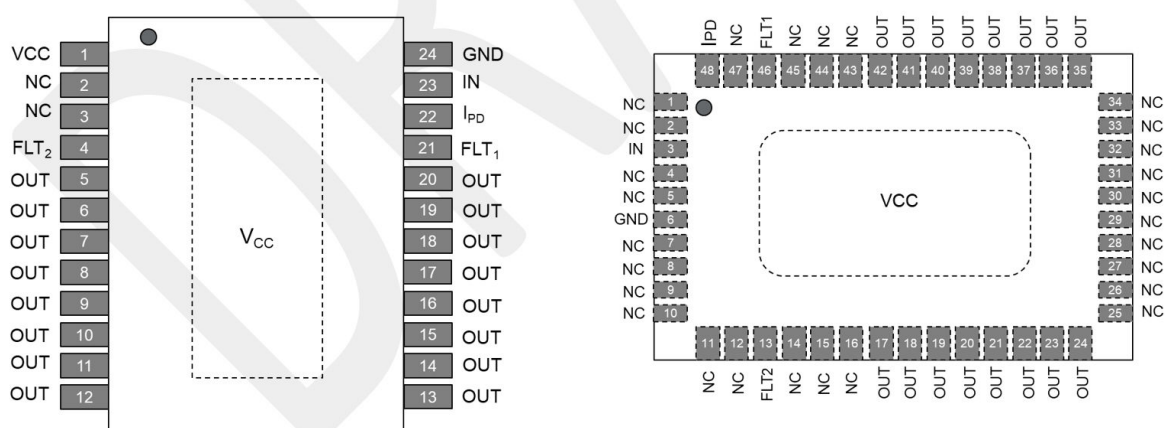 VCC 1 24 GND
NC 2 23 IN
NC 3 22 IPD
FLT2 4 21 FLT1
OUT 5 20 OUT
OUT 6 19 OUT
OUT 7 18 OUT
OUT 8 17 OUT
OUT 9 16 OUT
OUT 10 15 OUT
OUT 11 14 OUT
OUT 12 13 OUT
VCC
IPD NC FLT1 NC NC NC OUT OUT OUT OUT OUT OUT OUT OUT
48 47 46 45 44 43 42 41 40 39 38 37 36 35
NC 1 34 NC
NC 2 33 NC
IN 3 32 NC
NC 4 31 NC
NC 5 30 NC
GND 6 29 NC
NC 7 28 NC
NC 8 27 NC
NC 9 26 NC
NC 10 25 NC
VCC
11 12 13 14 15 16 17 18 19 20 21 22 23 24
NC NC FLT2 NC NC NC OUT OUT OUT OUT OUT OUT OUT OUT